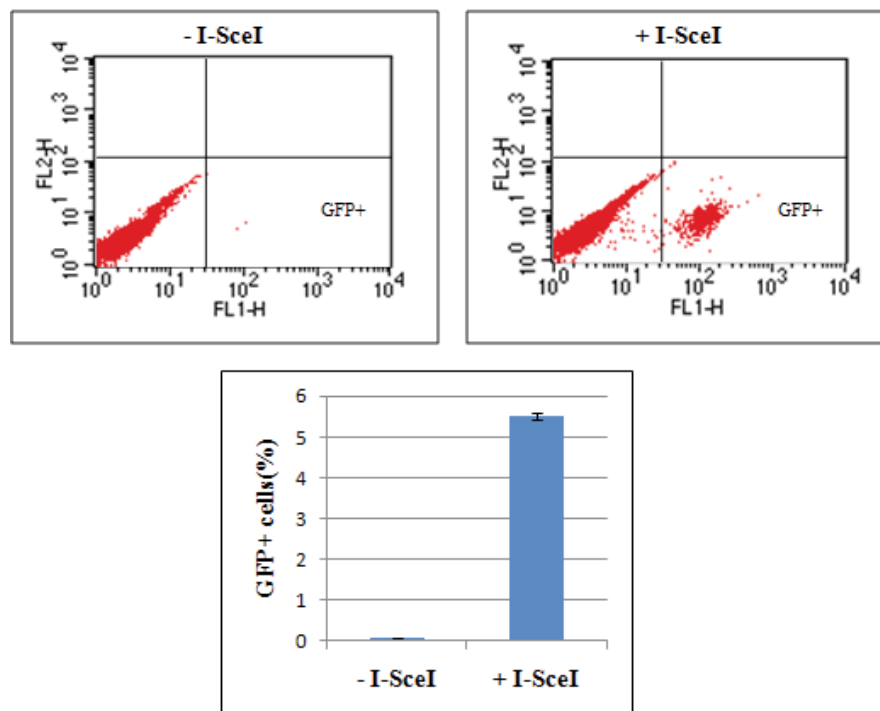 - I-SceI
10^4
10^3
10^2
10^1
10^0
FL2-H
GFP+
10^0 10^1 10^2 10^3 10^4
FL1-H
+ I-SceI
10^4
10^3
10^2
10^1
10^0
FL2-H
GFP+
10^0 10^1 10^2 10^3 10^4
FL1-H
GFP+ cells(%)
6
5
4
3
2
1
0
- I-SceI + I-SceI